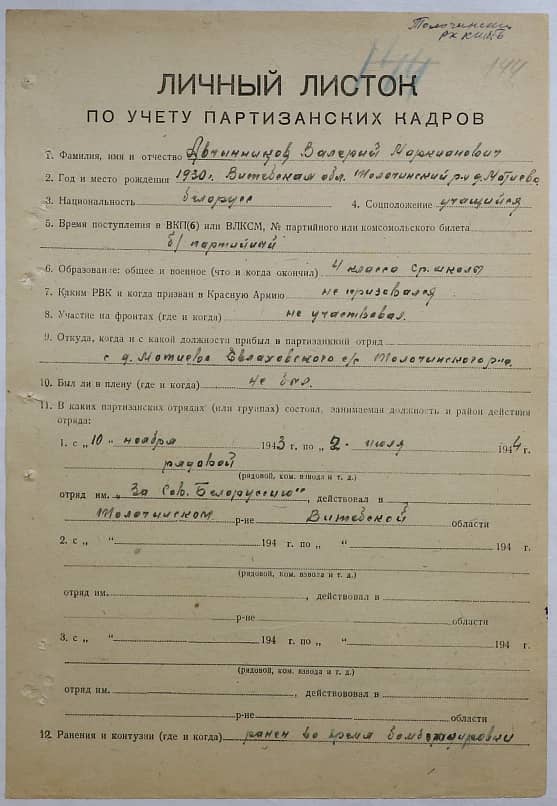 Толочинский
РК КП(б)Б
144 144
ЛИЧНЫЙ ЛИСТОК
ПО УЧЕТУ ПАРТИЗАНСКИХ КАДРОВ
1. Фамилия, имя и отчество Овчинников Валерий Маркианович
2. Год и место рождения 1930 г. Витебская обл. Толочинский р-н д. Мотиево
3. Национальность белорусс 4. Соцположение учащийся
5. Время поступления в ВКП(б) или ВЛКСМ, № партийного или комсомольского билета
б/партийный
6. Образование: общее и военное (что и когда окончил) 4 класса ср. школы
7. Каким РВК и когда призван в Красную Армию не призывался
8. Участие на фронтах (где и когда) не участвовал.
9. Откуда, когда и с какой должности прибыл в партизанский отряд
с д. Мотиево Евлаховского с/с Толочинского р-на.
10. Был ли в плену (где и когда) не был.
11. В каких партизанских отрядах (или группах) состоял, занимаемая должность и район действия
отряда:
1. с „10 „ ноября 1943 г. по „2 - июля 1944 г.
рядовой
(рядовой, ком. взвода и т. д.)
отряд им. „За Сов. Белоруссию", действовал в
Толочинском р-не Витебской области
2. с „ “ 194 г. по „ “ 194 г.
(рядовой, ком. взвода и т. д.)
отряд им. , действовал в
р-не области
3. с „ “ 194 г. по „ “ 194 г.
(рядовой, ком. взвода и т. д.)
отряд им. , действововал в
р-не области
12. Ранения и контузии (где и когда) ранен во время бомбардировки